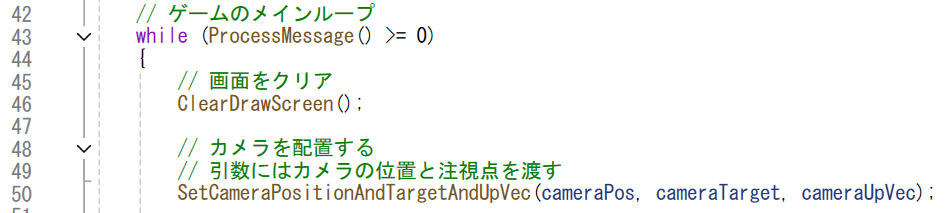 42 // ゲームのメインループ
43 while (ProcessMessage() >= 0)
44 {
45 // 画面をクリア
46 ClearDrawScreen();
47
48 // カメラを配置する
49 // 引数にはカメラの位置と注視点を渡す
50 SetCameraPositionAndTargetAndUpVec(cameraPos, cameraTarget, cameraUpVec);